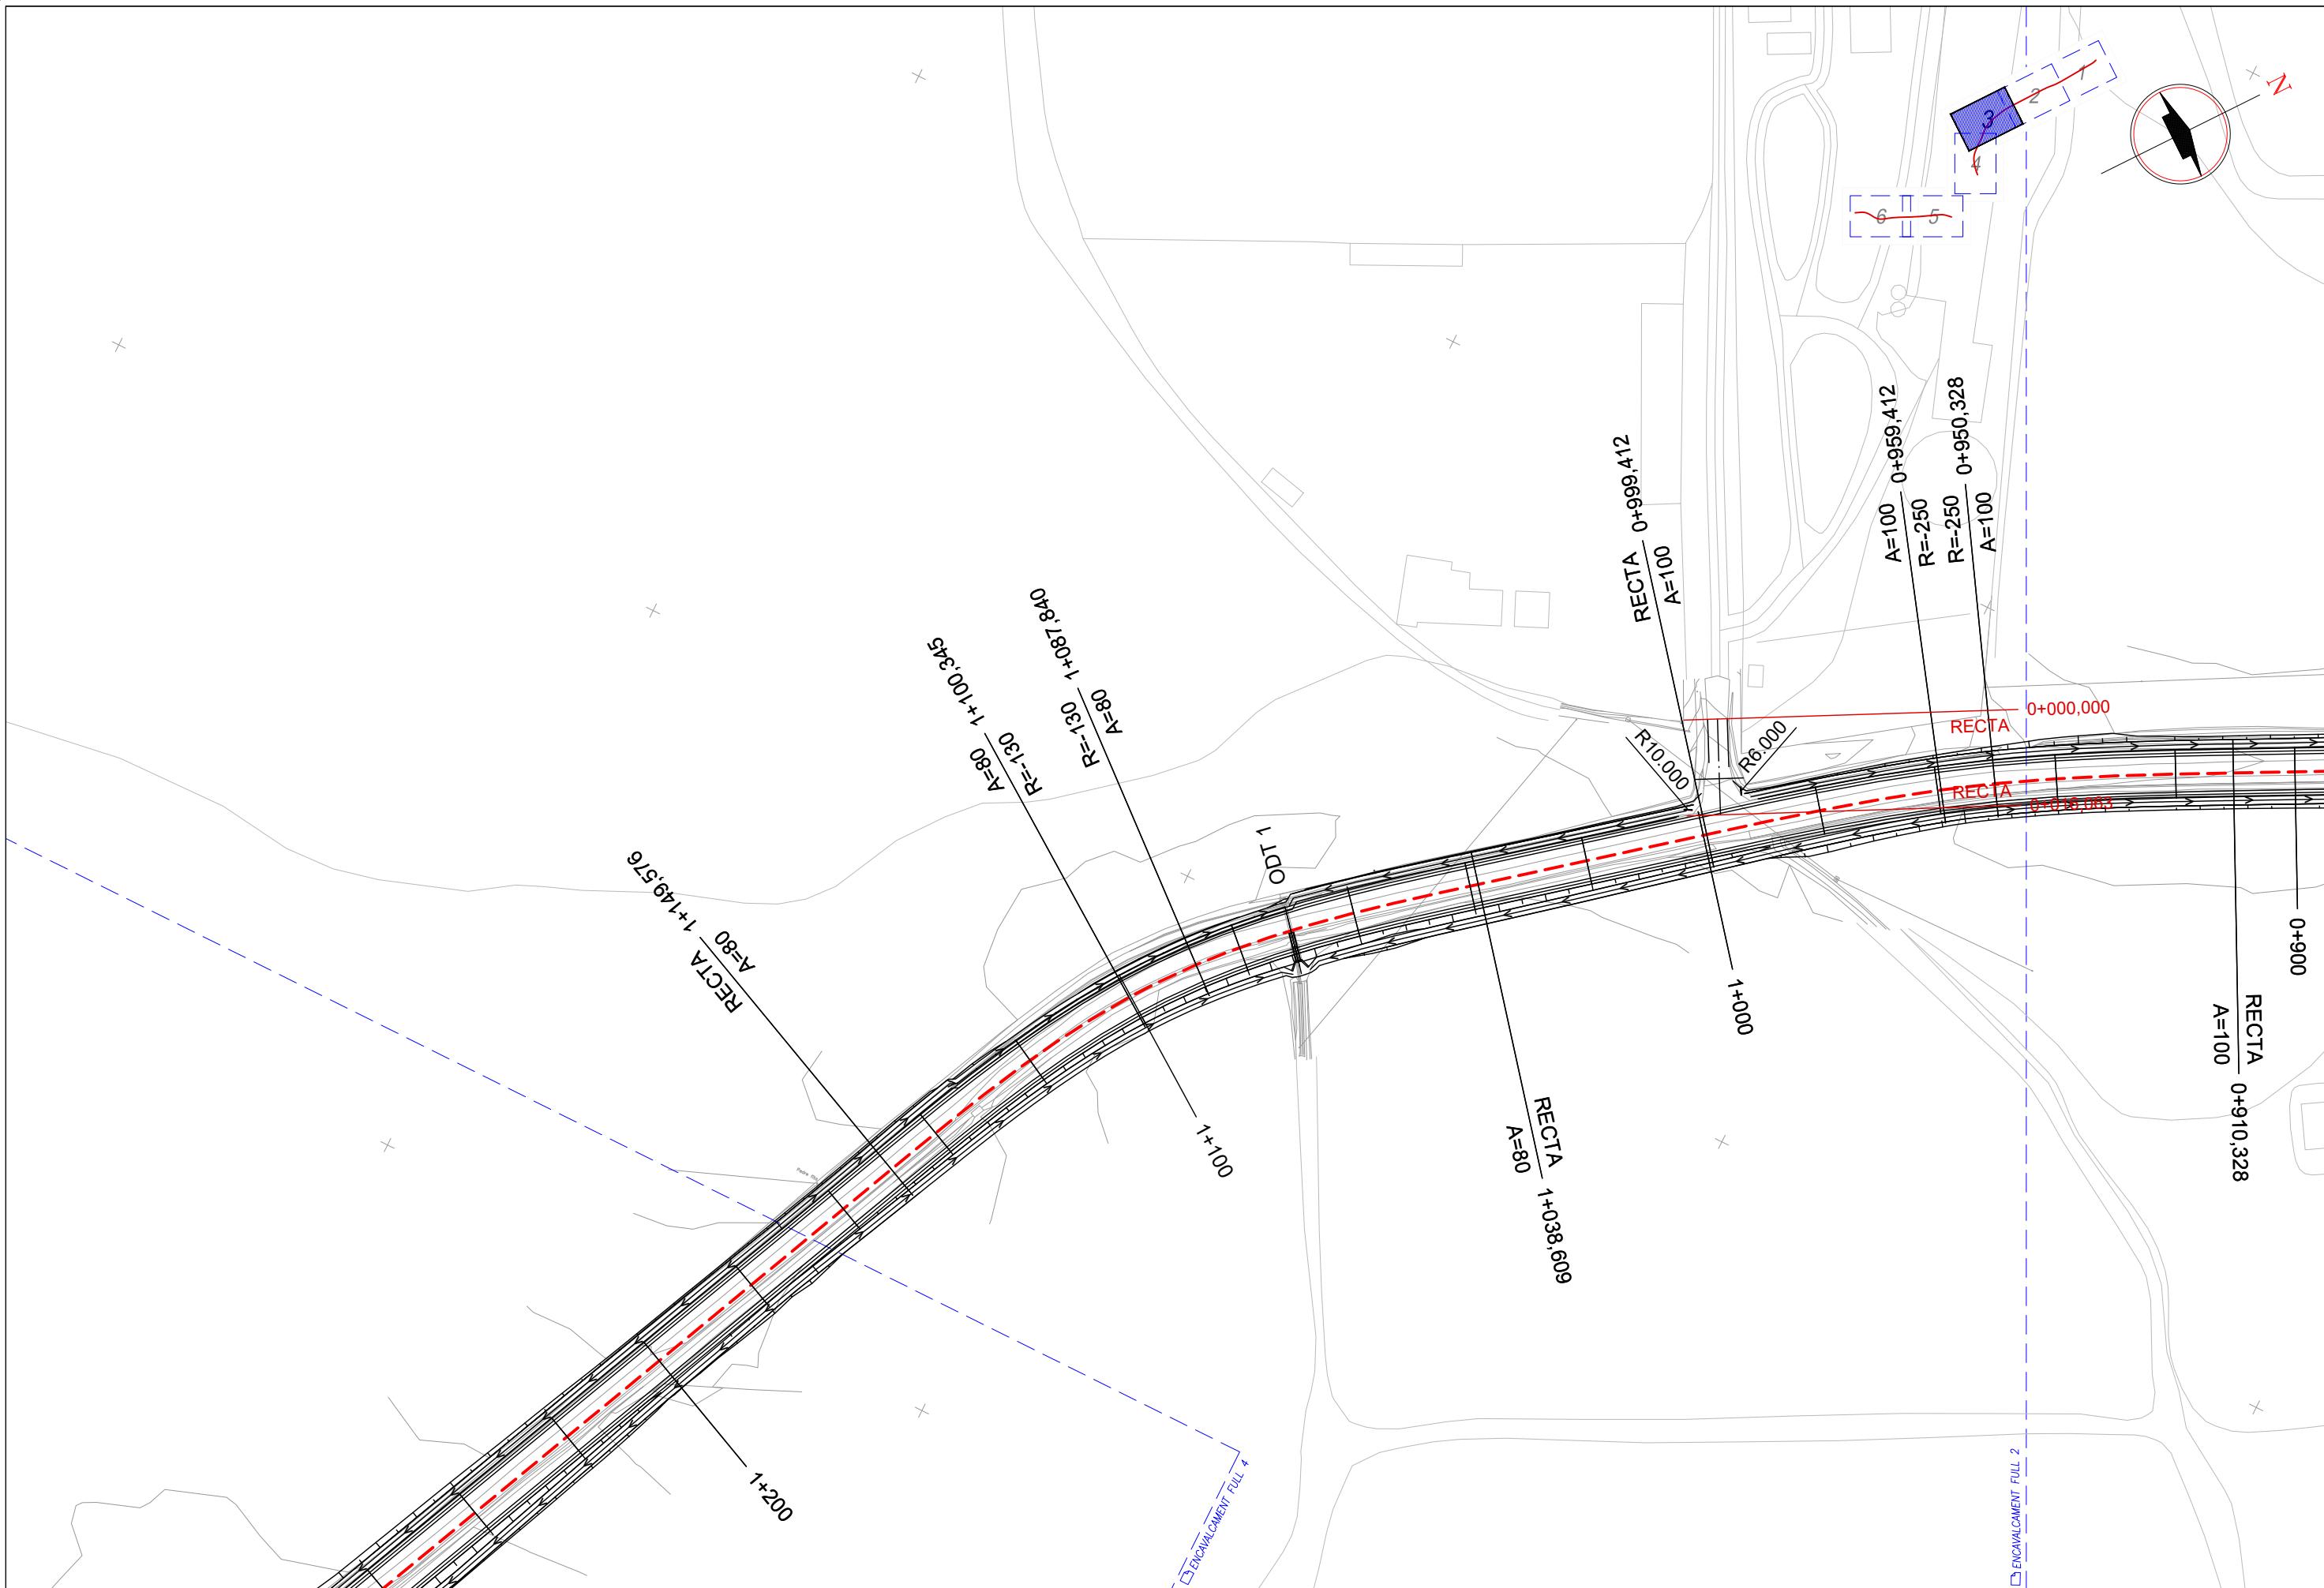 1
2
3
4
5
6
N
0+959,412
A=100
R=-250
0+950,328
R=-250
A=100
0+999,412
RECTA
A=100
1+087,840
R=-130
A=80
1+100,345
A=80
R=-130
0+000,000
RECTA
R10.000
R6.000
RECTA
0+016,063
ODT 1
1+149,576
RECTA
A=80
0+900
1+000
RECTA
A=100
0+910,328
1+100
RECTA
A=80
1+038,609
1+200
ENCAVALCAMENT FULL 4
ENCAVALCAMENT FULL 2